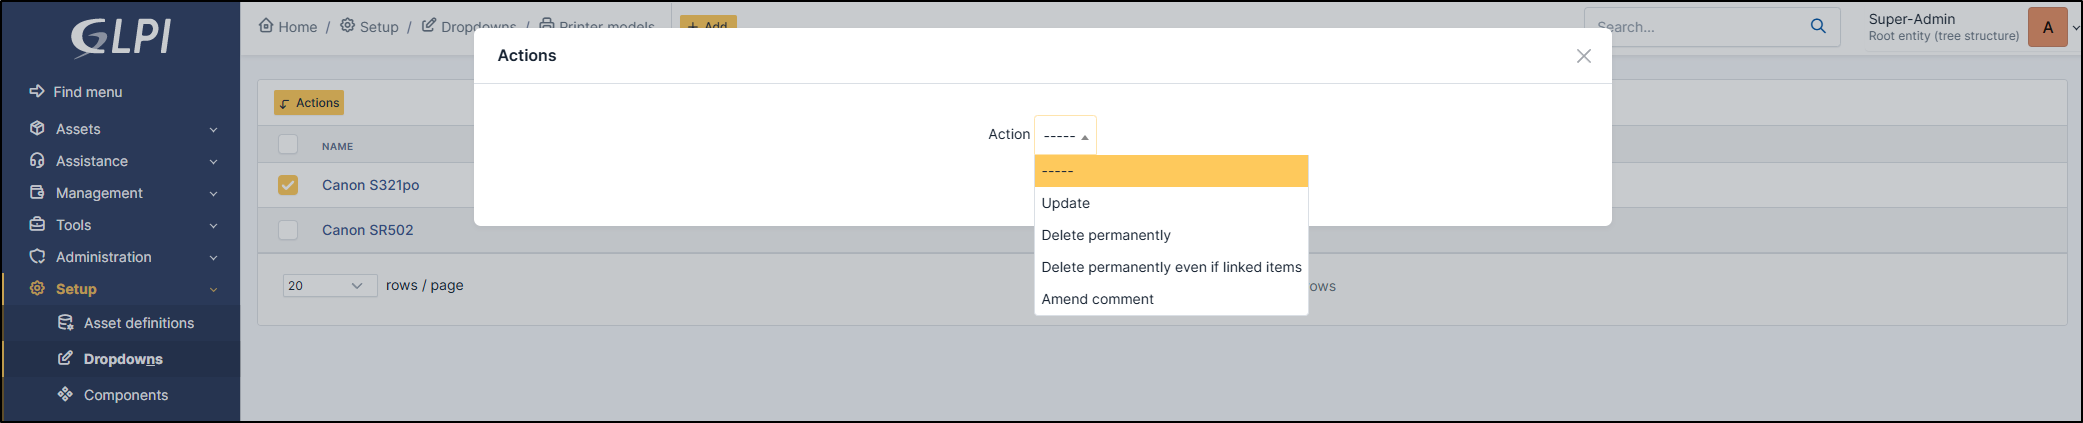 GLPI
Find menu
Assets
Assistance
Management
Tools
Administration
Setup
Asset definitions
Dropdowns
Components
Home / Setup / Dropdowns / Printer models
+ Add
Search...
Super-Admin
Root entity (tree structure)
A
Actions
Actions
NAME
Canon S321po
Canon SR502
20 rows / page
ows
Action -----
-----
Update
Delete permanently
Delete permanently even if linked items
Amend comment